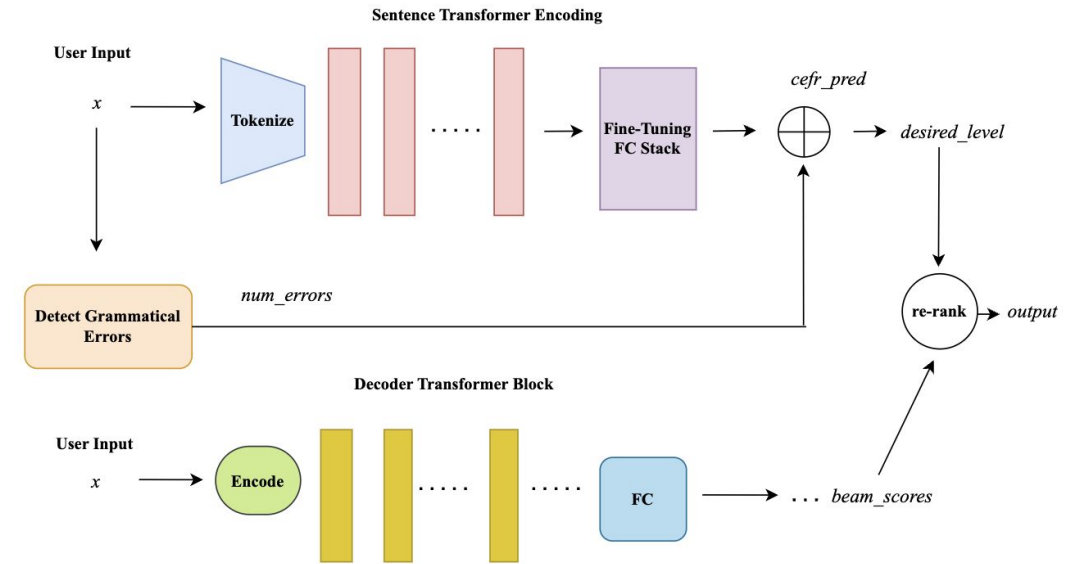 Sentence Transformer Encoding
User Input
x
Tokenize
.....
Fine-Tuning
FC Stack
cefr_pred
desired_level
Detect Grammatical
Errors
num_errors
re-rank
output
Decoder Transformer Block
User Input
x
Encode
.....
.....
FC
... beam_scores